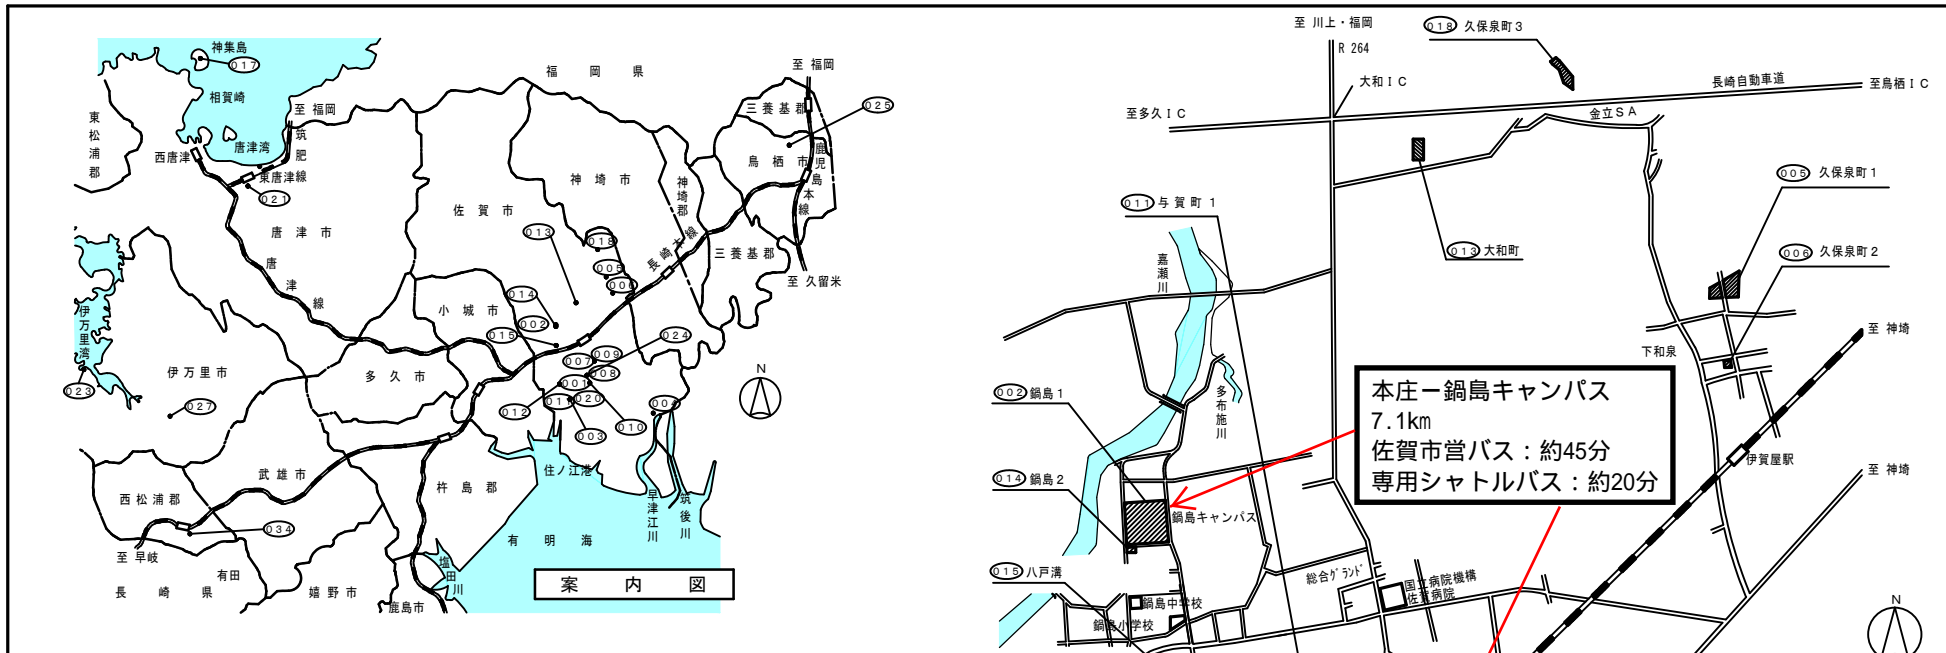 神集島
017
相賀崎
東松浦郡
至 福岡
筑肥線
唐津湾
西唐津
東唐津
021
唐津市
唐津線
福岡県
至 福岡
三養基郡
025
鳥栖市
鹿児島本線
神埼市
神埼郡
佐賀市
013
018
005
006
長崎本線
三養基郡
至 久留米
014
002
015
小城市
024
009
007
008
001
020
011
012
003
010
004
伊万里湾
023
伊万里市
027
多久市
武雄市
西松浦郡
034
至 早岐
有田
長崎県
嬉野市
鹿島市
塩田川
杵島郡
住ノ江港
早津江川
筑後川
有明海
案内図
N
至 川上・福岡
R 264
018 久保泉町3
大和IC
長崎自動車道
至鳥栖IC
至多久IC
金立SA
005 久保泉町1
011 与賀町 1
013 大和町
006 久保泉町2
嘉瀬川
至 神埼
下和泉
多布施川
002 鍋島1
本庄ー鍋島キャンパス
7.1km
佐賀市営バス：約45分
専用シャトルバス：約20分
伊賀屋駅
至 神埼
014 鍋島2
鍋島キャンパス
015 八戸溝
総合グランド
国立病院機構
佐賀病院
鍋島中学校
鍋島小学校
N